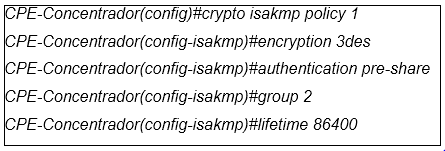 CPE-Concentrador(config)#crypto isakmp policy 1
CPE-Concentrador(config-isakmp)#encryption 3des
CPE-Concentrador(config-isakmp)#authentication pre-share
CPE-Concentrador(config-isakmp)#group 2
CPE-Concentrador(config-isakmp)#lifetime 86400